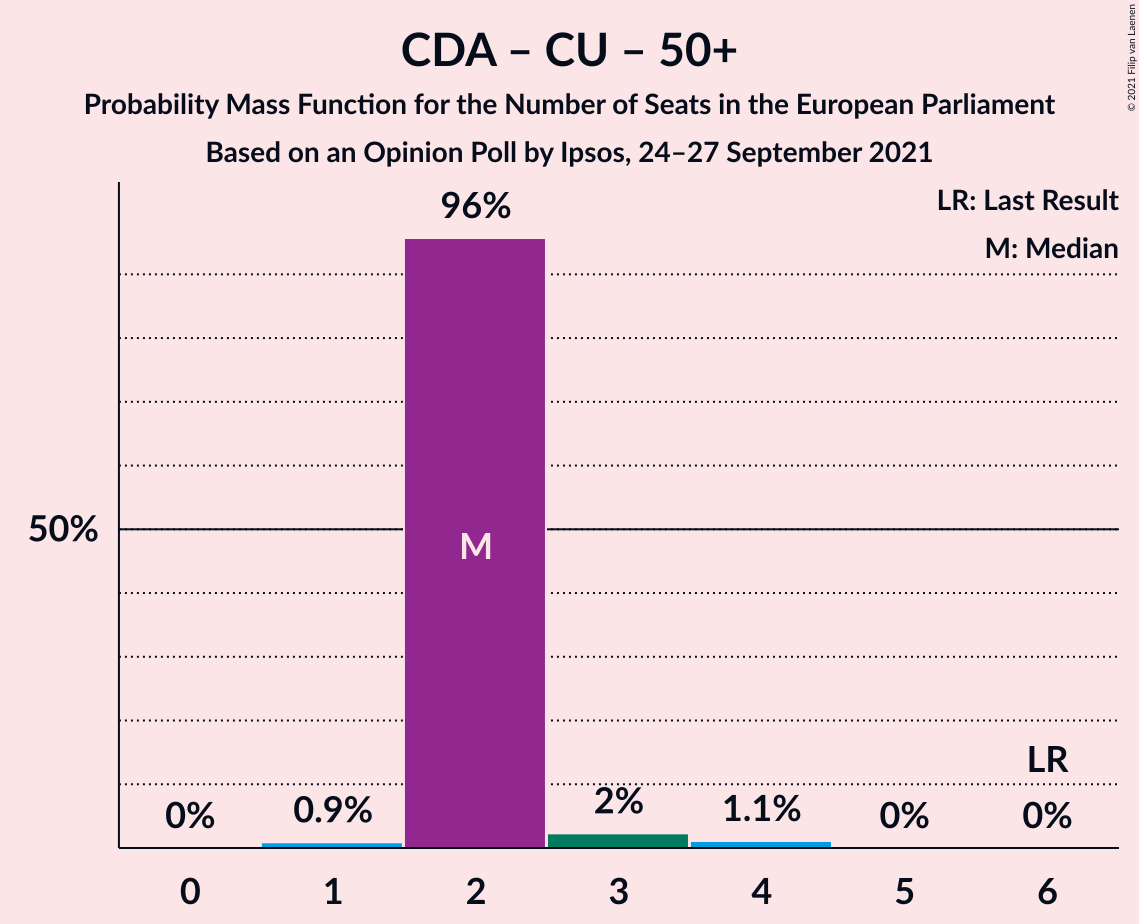 CDA – CU – 50+
Probability Mass Function for the Number of Seats in the European Parliament
Based on an Opinion Poll by Ipsos, 24–27 September 2021
© 2021 Filip van Laenen
LR: Last Result
M: Median
96%
50%
M
LR
0% 0.9% 2% 1.1% 0% 0%
0 1 2 3 4 5 6